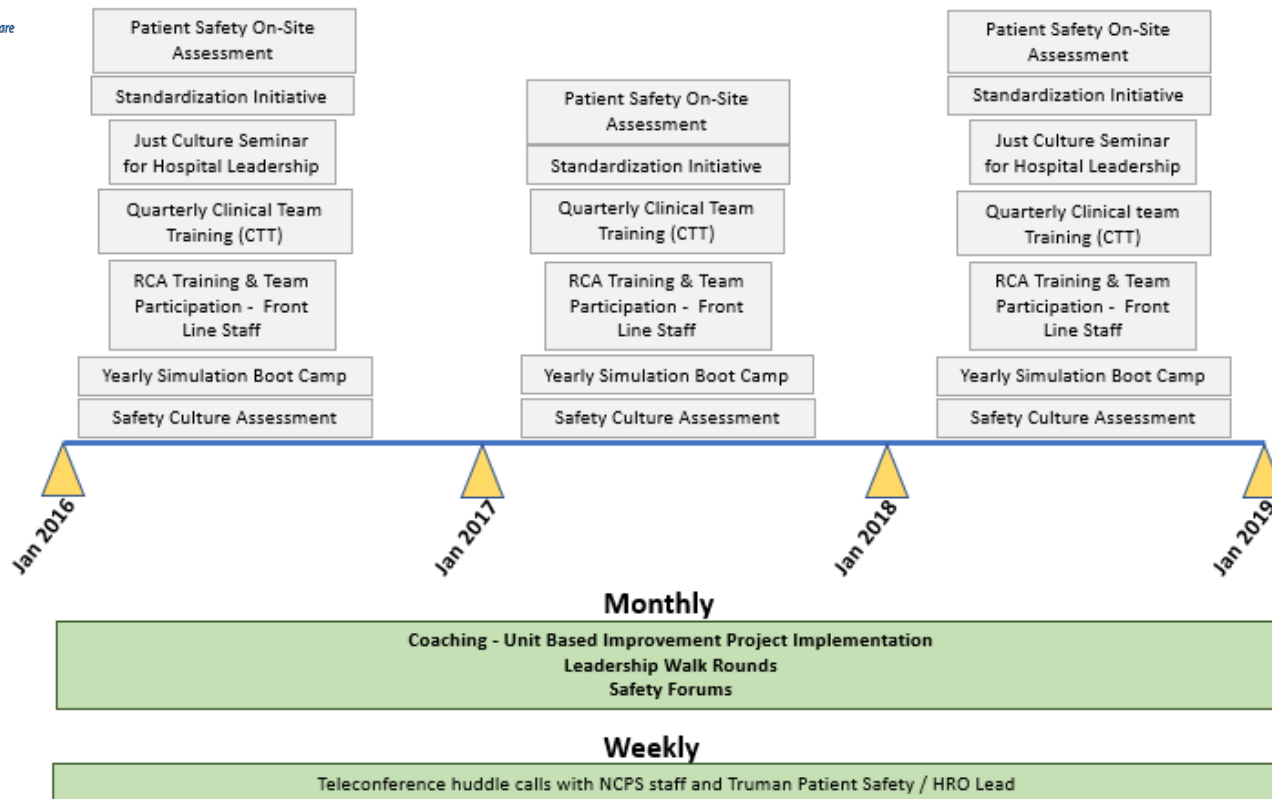 are
Patient Safety On-Site
Assessment
Standardization Initiative
Just Culture Seminar
for Hospital Leadership
Quarterly Clinical Team
Training (CTT)
RCA Training & Team
Participation - Front
Line Staff
Yearly Simulation Boot Camp
Safety Culture Assessment
Patient Safety On-Site
Assessment
Standardization Initiative
Quarterly Clinical Team
Training (CTT)
RCA Training & Team
Participation - Front
Line Staff
Yearly Simulation Boot Camp
Safety Culture Assessment
Patient Safety On-Site
Assessment
Standardization Initiative
Just Culture Seminar
for Hospital Leadership
Quarterly Clinical team
Training (CTT)
RCA Training & Team
Participation - Front
Line Staff
Yearly Simulation Boot Camp
Safety Culture Assessment
Jan 2016
Jan 2017
Jan 2018
Jan 2019
Monthly
Coaching - Unit Based Improvement Project Implementation
Leadership Walk Rounds
Safety Forums
Weekly
Teleconference huddle calls with NCPS staff and Truman Patient Safety / HRO Lead